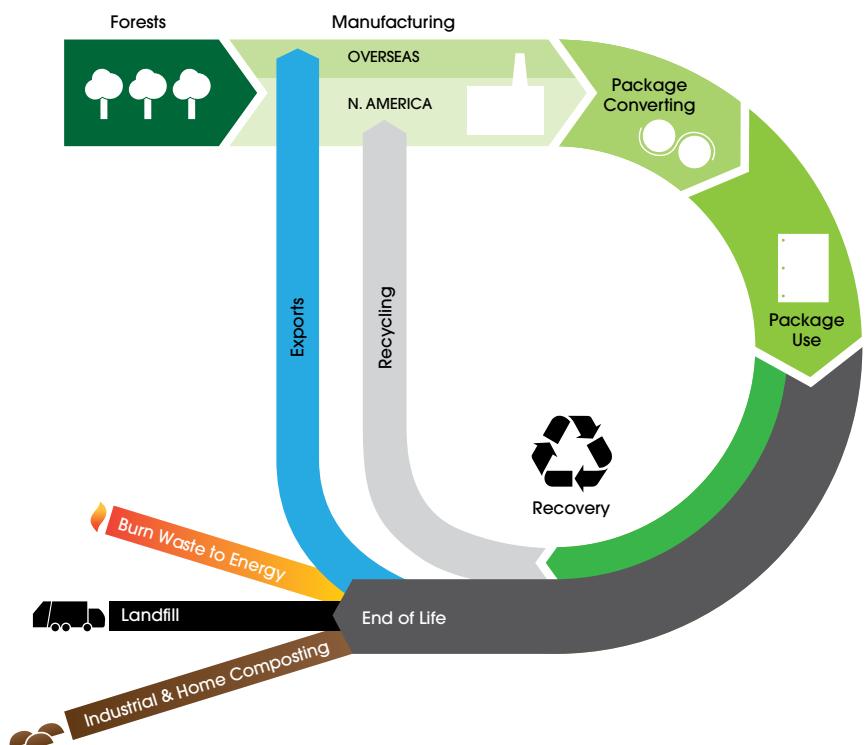 Forests
Manufacturing
OVERSEAS
N. AMERICA
Package
Converting
Package
Use
Exports
Recycling
Recovery
Burn Waste to Energy
Landfill
End of Life
Industrial & Home Composting